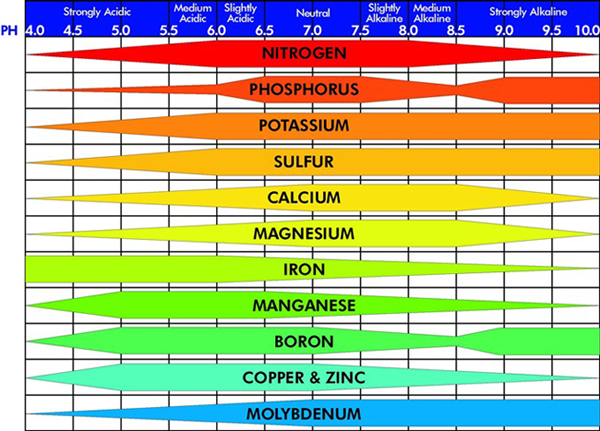 Strongly Acidic
Medium Acidic
Slightly Acidic
Neutral
Slightly Alkaline
Medium Alkaline
Strongly Alkaline
PH 4.0 4.5 5.0 5.5 6.0 6.5 7.0 7.5 8.0 8.5 9.0 9.5 10.0
NITROGEN
PHOSPHORUS
POTASSIUM
SULFUR
CALCIUM
MAGNESIUM
IRON
MANGANESE
BORON
COPPER & ZINC
MOLYBDENUM